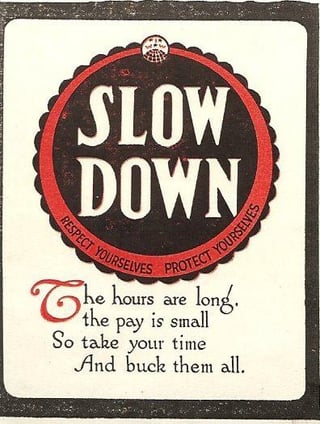 SLOW
DOWN
RESPECT YOURSELVES PROTECT YOURSELVES
The hours are long,
the pay is small
So take your time
And buck them all.